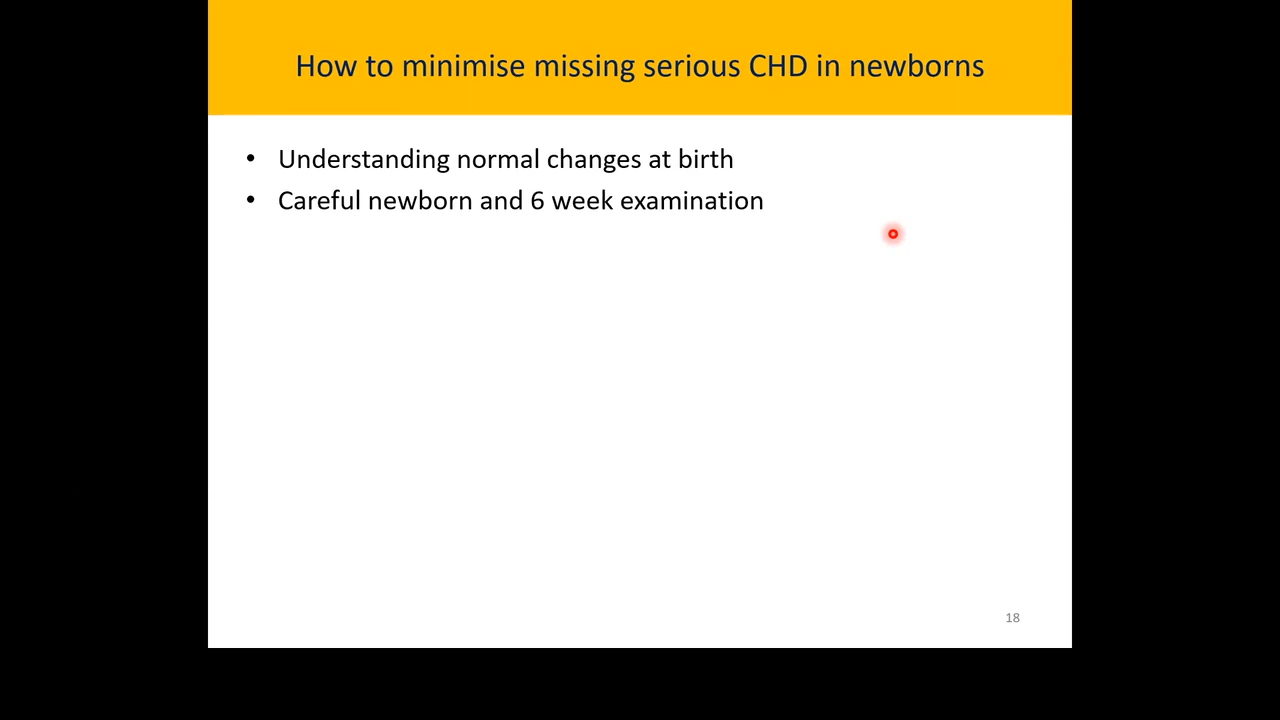 How to minimise missing serious CHD in newborns
• Understanding normal changes at birth
• Careful newborn and 6 week examination
18